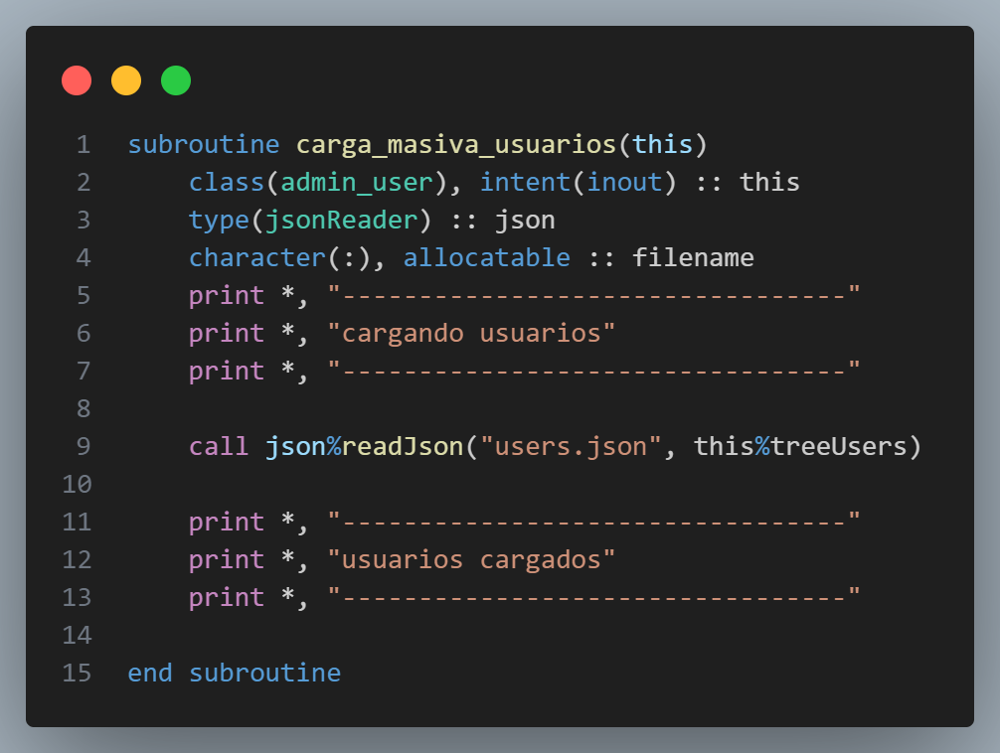 1 subroutine carga_masiva_usuarios(this)
2     class(admin_user), intent(inout) :: this
3     type(jsonReader) :: json
4     character(:), allocatable :: filename
5     print *, "---------------------------------"
6     print *, "cargando usuarios"
7     print *, "---------------------------------"
8
9     call json%readJson("users.json", this%treeUsers)
10
11     print *, "---------------------------------"
12     print *, "usuarios cargados"
13     print *, "---------------------------------"
14
15 end subroutine